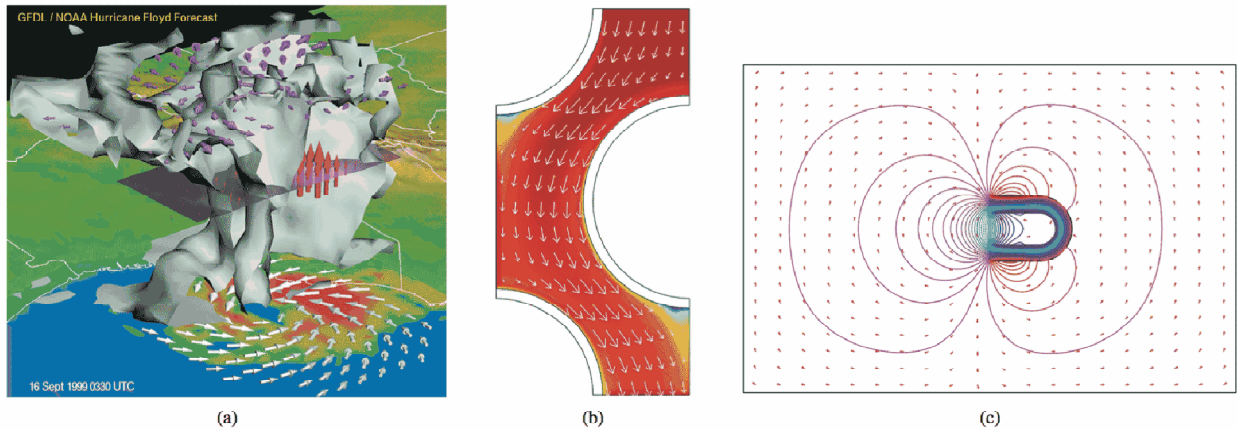 GFDL / NOAA Hurricane Floyd Forecast
16 Sept 1999 0330 UTC
(a)
(b)
(c)